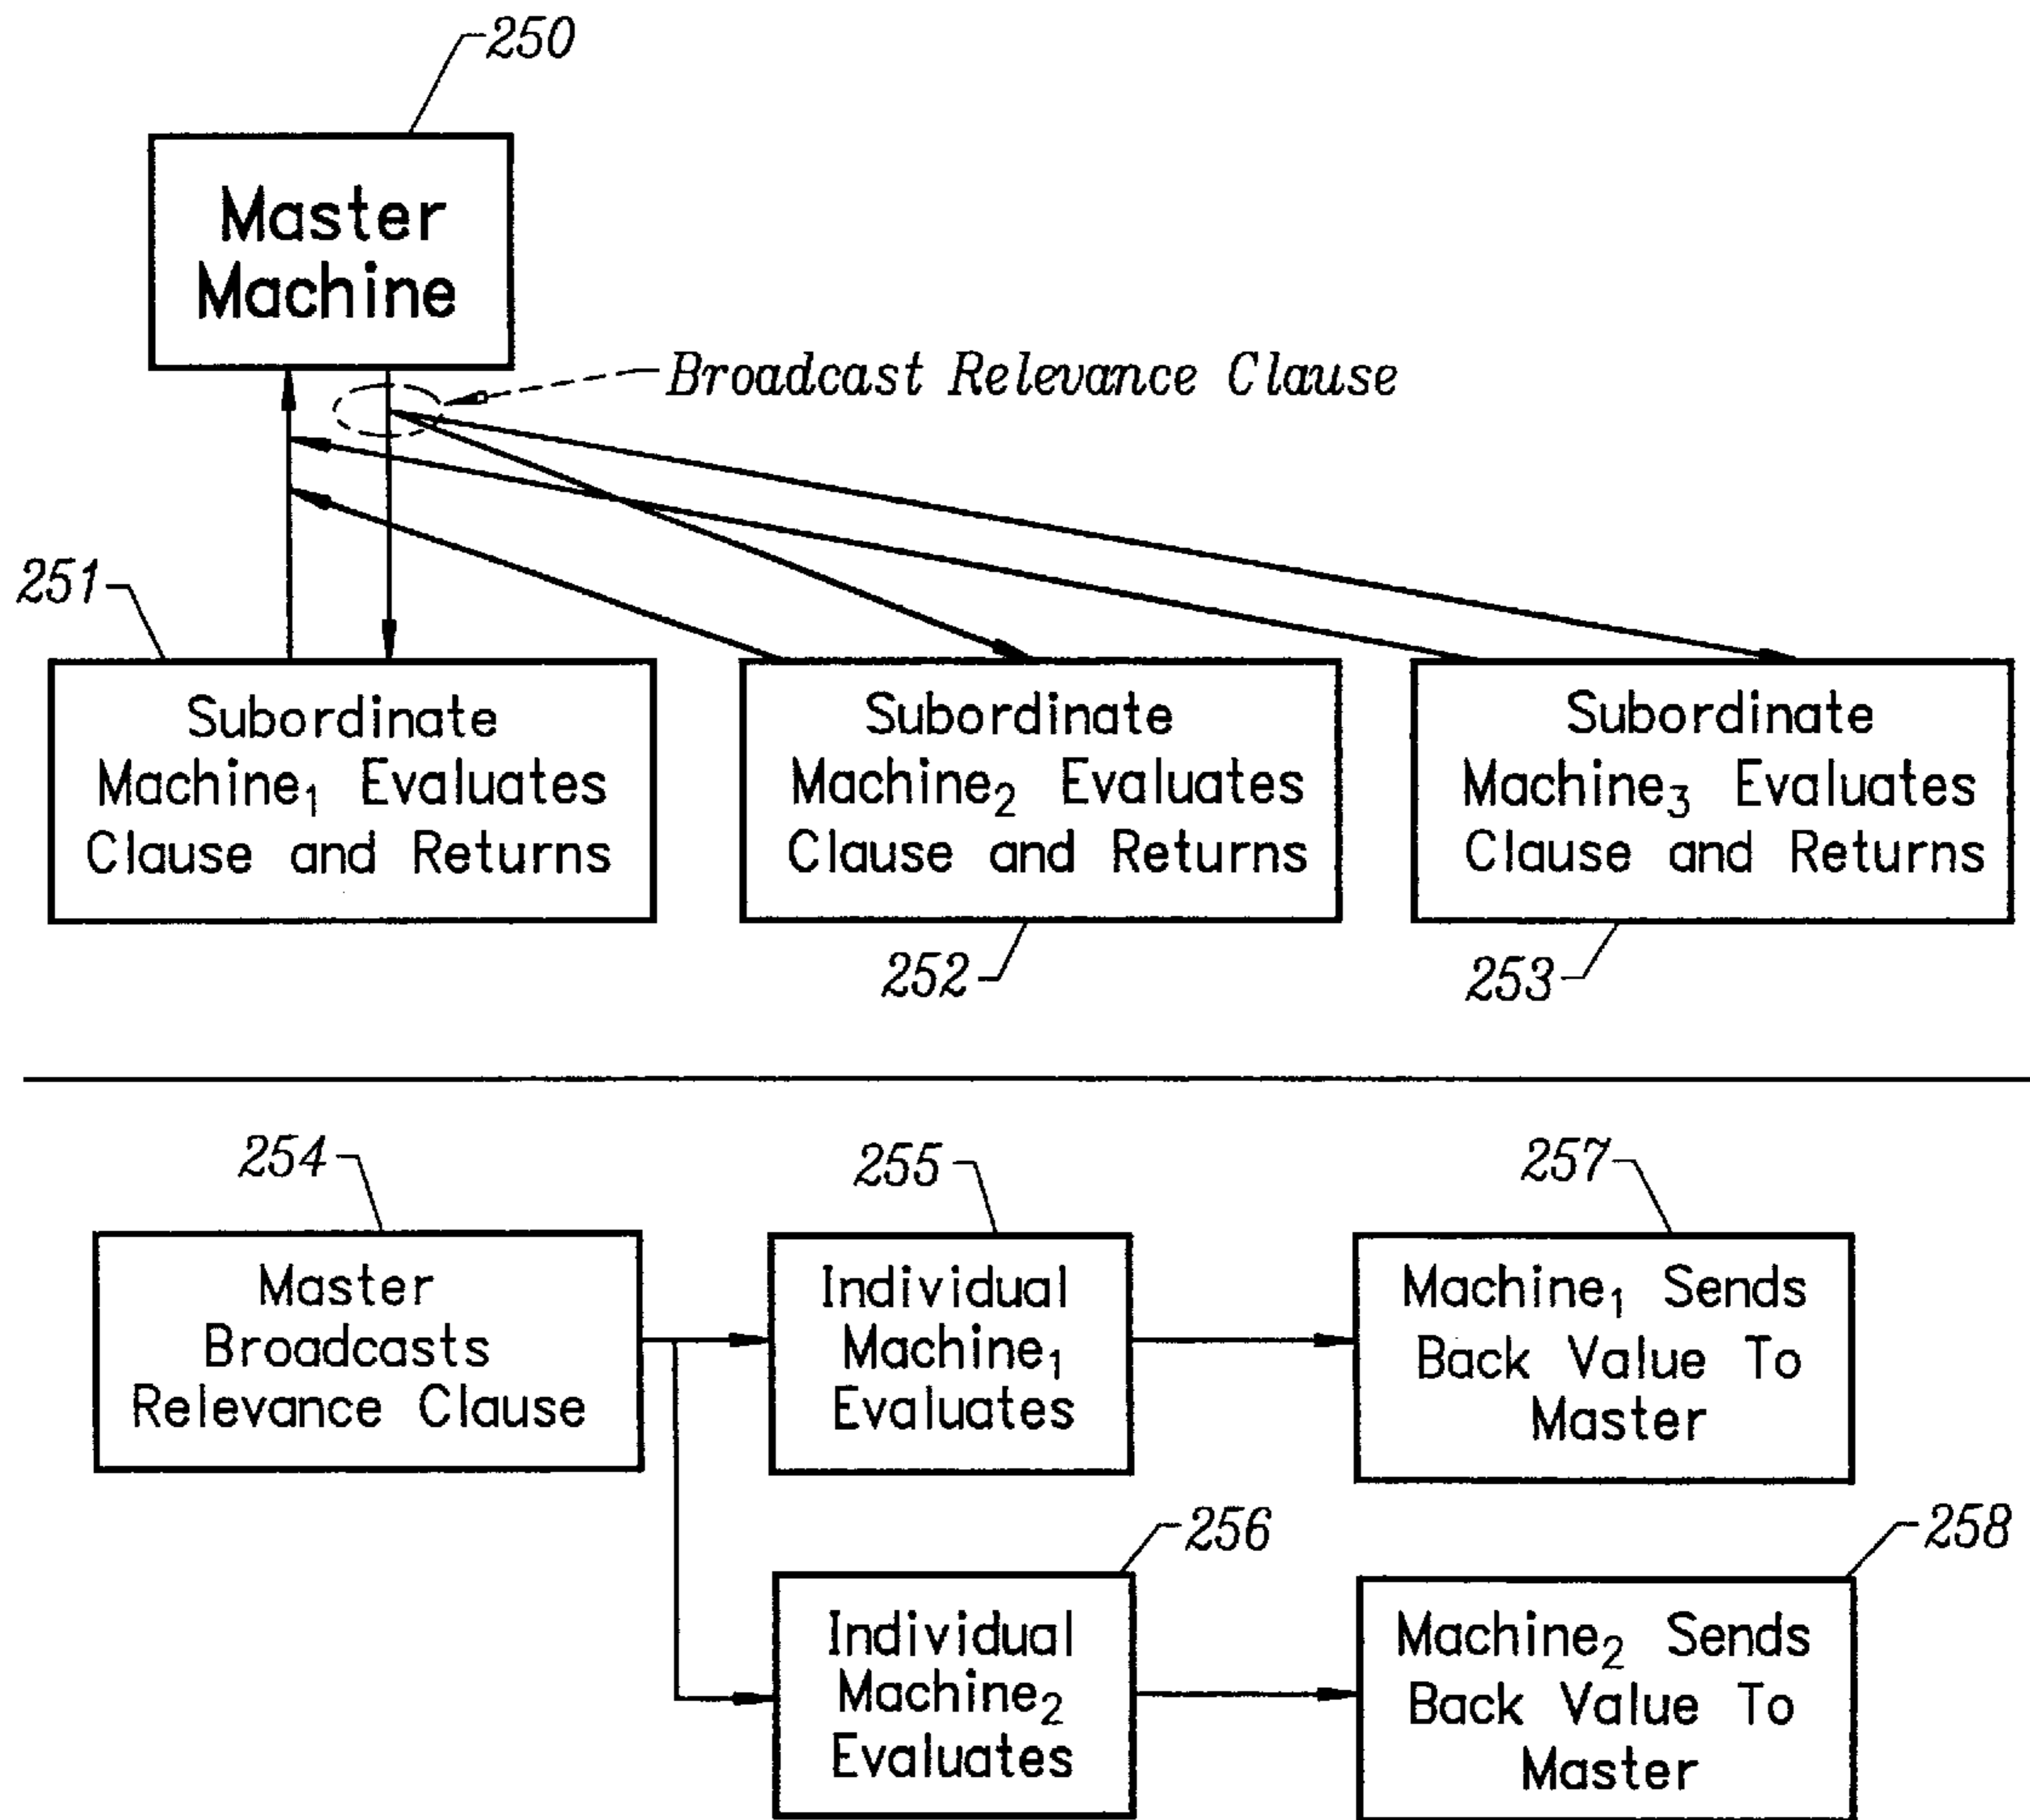 250
Master
Machine
Broadcast Relevance Clause
251
Subordinate
Machine₁ Evaluates
Clause and Returns
Subordinate
Machine₂ Evaluates
Clause and Returns
252
Subordinate
Machine₃ Evaluates
Clause and Returns
253
254
Master
Broadcasts
Relevance Clause
255
Individual
Machine₁
Evaluates
257
Machine₁ Sends
Back Value To
Master
256
Individual
Machine₂
Evaluates
258
Machine₂ Sends
Back Value To
Master